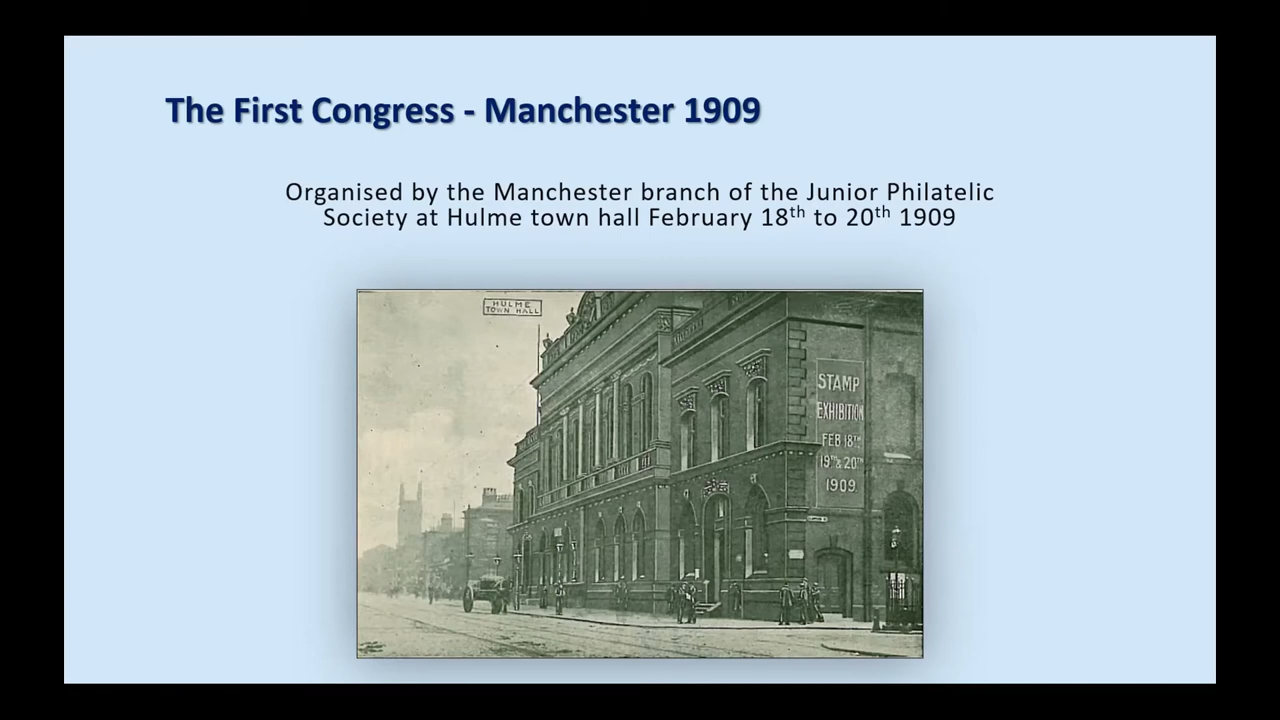 The First Congress - Manchester 1909
Organised by the Manchester branch of the Junior Philatelic
Society at Hulme town hall February 18th to 20th 1909
HULME
TOWN HALL
STAMP
EXHIBITION
FEB 18TH
19TH & 20TH
1909